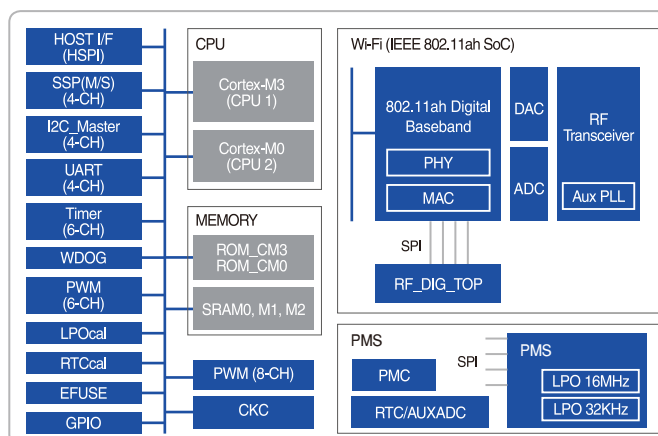 HOST I/F
(HSPI)
SSP(M/S)
(4-CH)
I2C_Master
(4-CH)
UART
(4-CH)
Timer
(6-CH)
WDOG
PWM
(6-CH)
LPOcal
RTCcal
EFUSE
GPIO
CPU
Cortex-M3
(CPU 1)
Cortex-M0
(CPU 2)
MEMORY
ROM_CM3
ROM_CM0
SRAM0, M1, M2
PWM (8-CH)
CKC
Wi-Fi (IEEE 802.11ah SoC)
802.11ah Digital
Baseband
PHY
MAC
DAC
ADC
RF
Transceiver
Aux PLL
SPI
RF_DIG_TOP
PMS
PMC
RTC/AUXADC
SPI
PMS
LPO 16MHz
LPO 32KHz